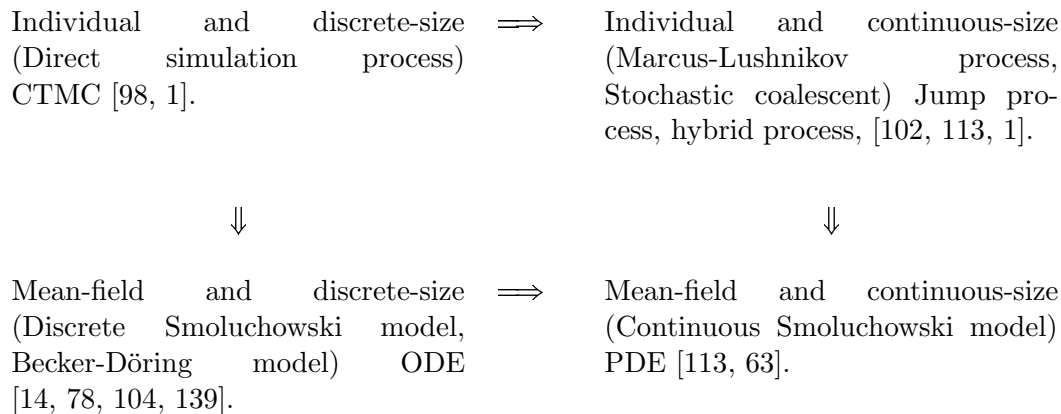 Individual and discrete-size
(Direct simulation process)
CTMC [98, 1].
⟹
Individual and continuous-size
(Marcus-Lushnikov process,
Stochastic coalescent) Jump pro-
cess, hybrid process, [102, 113, 1].
⇓ ⇓
Mean-field and discrete-size
(Discrete Smoluchowski model,
Becker-Döring model) ODE
[14, 78, 104, 139].
⟹
Mean-field and continuous-size
(Continuous Smoluchowski model)
PDE [113, 63].